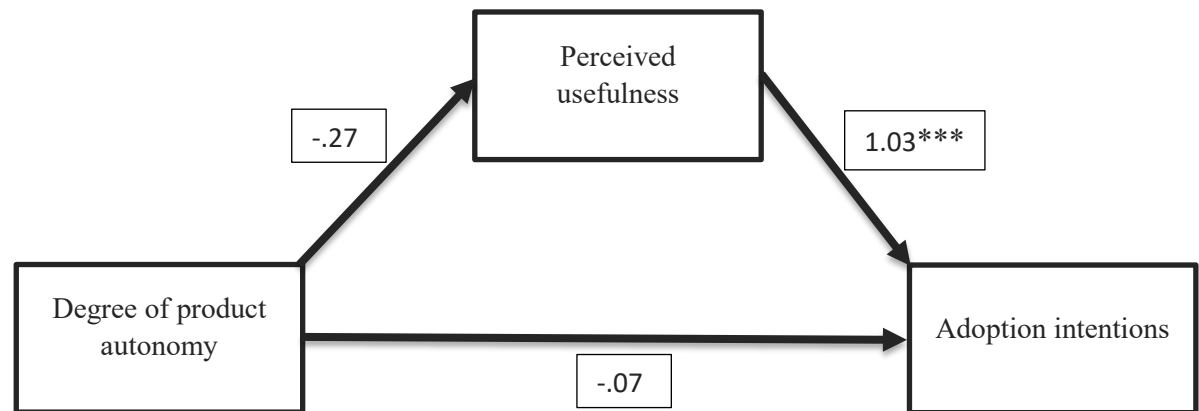 Perceived
usefulness
-.27
1.03***
Degree of product
autonomy
Adoption intentions
-.07